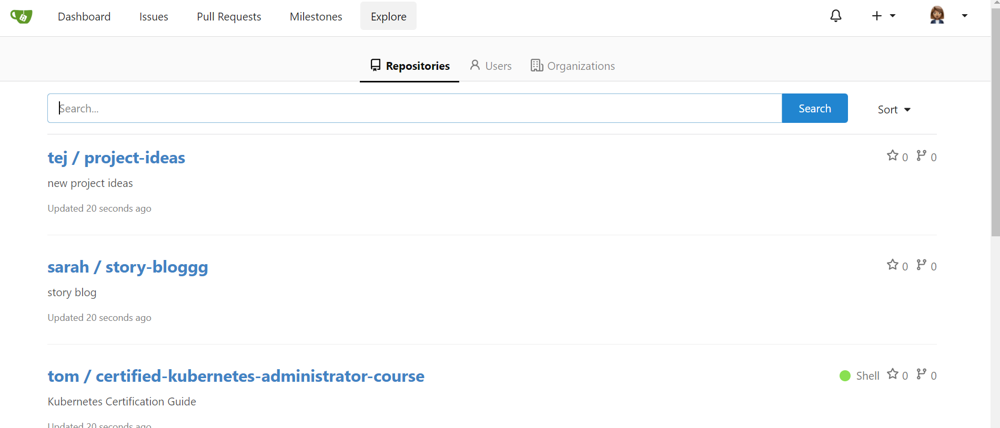 Dashboard Issues Pull Requests Milestones Explore
Repositories Users Organizations
Search... Search Sort
tej / project-ideas 0 0
new project ideas
Updated 20 seconds ago
sarah / story-bloggg 0 0
story blog
Updated 20 seconds ago
tom / certified-kubernetes-administrator-course Shell 0 0
Kubernetes Certification Guide
Updated 20 seconds ago